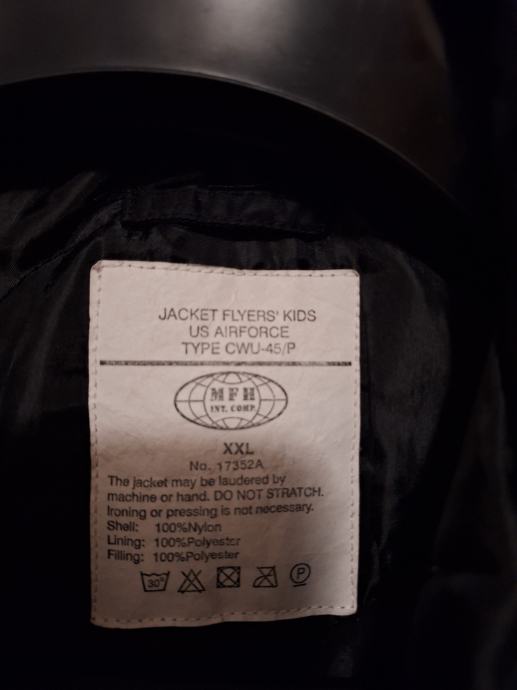 JACKET FLYERS' KIDS
US AIRFORCE
TYPE CWU-45/P
MFH
INT. COMP.
XXL
No. 17352A
The jacket may be laudered by
machine or hand. DO NOT STRETCH.
Ironing or pressing is not necessary.
Shell: 100%Nylon
Lining: 100%Polyester
Filling: 100%Polyester
30° P